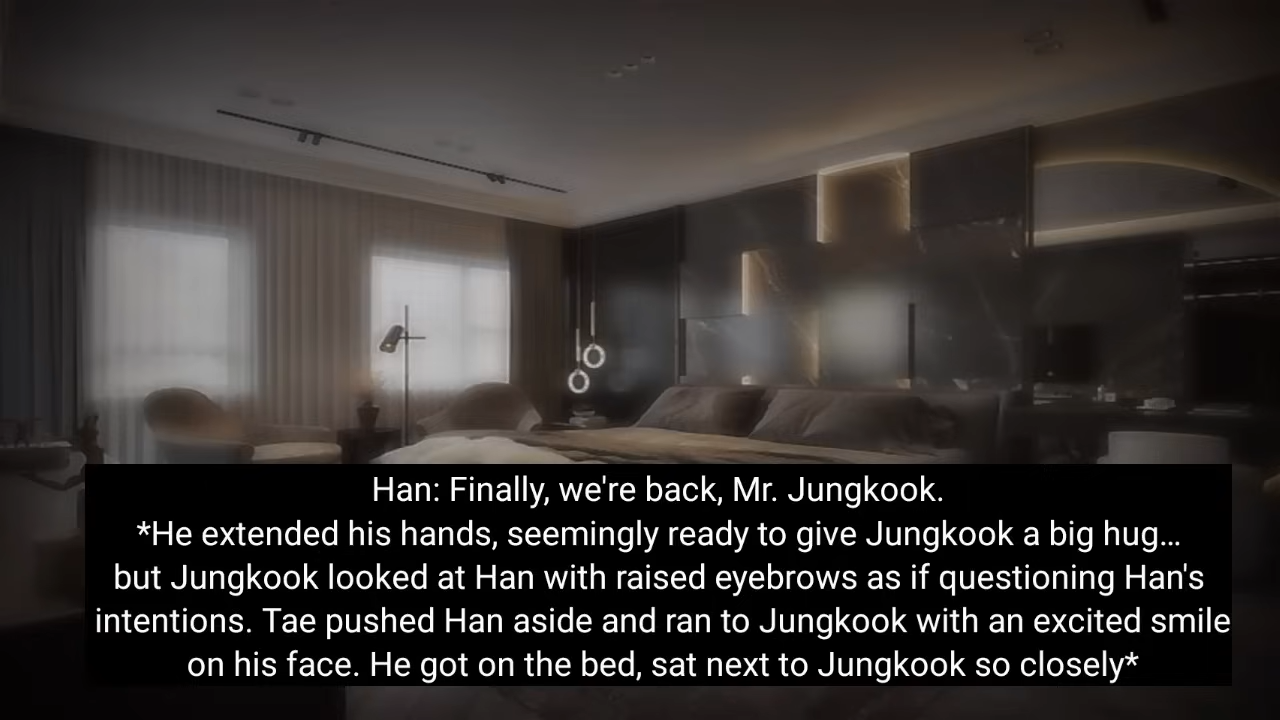 Han: Finally, we're back, Mr. Jungkook.
*He extended his hands, seemingly ready to give Jungkook a big hug...
but Jungkook looked at Han with raised eyebrows as if questioning Han's
intentions. Tae pushed Han aside and ran to Jungkook with an excited smile
on his face. He got on the bed, sat next to Jungkook so closely*